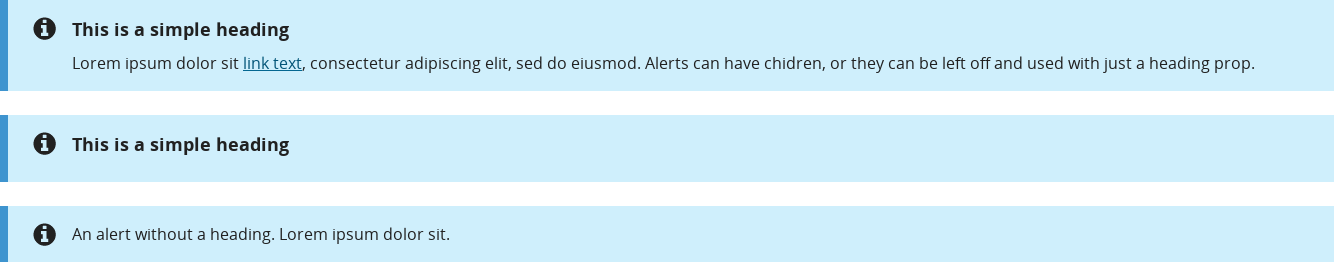 This is a simple heading
Lorem ipsum dolor sit link text, consectetur adipiscing elit, sed do eiusmod. Alerts can have chidren, or they can be left off and used with just a heading prop.
This is a simple heading
An alert without a heading. Lorem ipsum dolor sit.